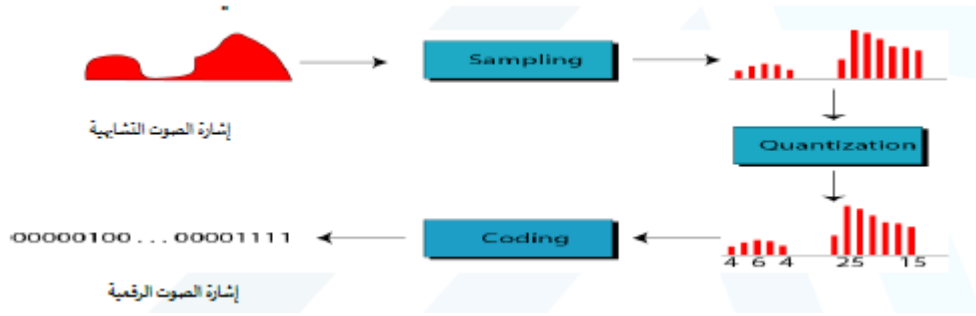 Sampling
إشارة الصوت التشابهية
Quantization
00000100 . . . 00001111
Coding
4 6 4 25 15
إشارة الصوت الرقمية